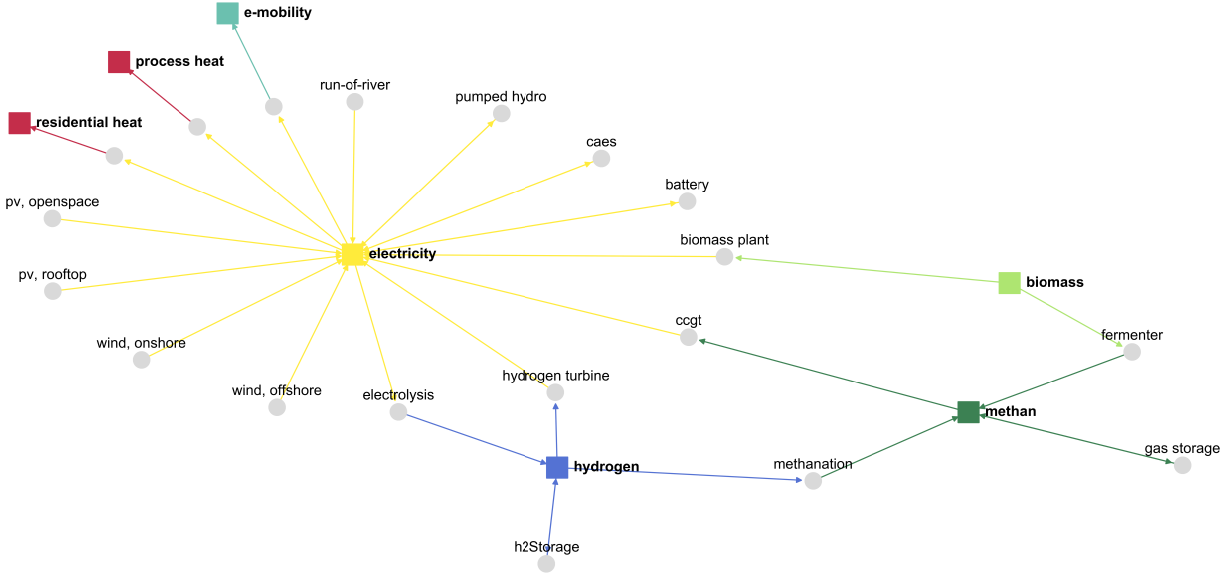 e-mobility
process heat
run-of-river
pumped hydro
residential heat
caes
battery
pv, openspace
biomass plant
electricity
pv, rooftop
biomass
ccgt
fermenter
wind, onshore
hydrogen turbine
wind, offshore
electrolysis
methan
gas storage
methanation
hydrogen
h2Storage